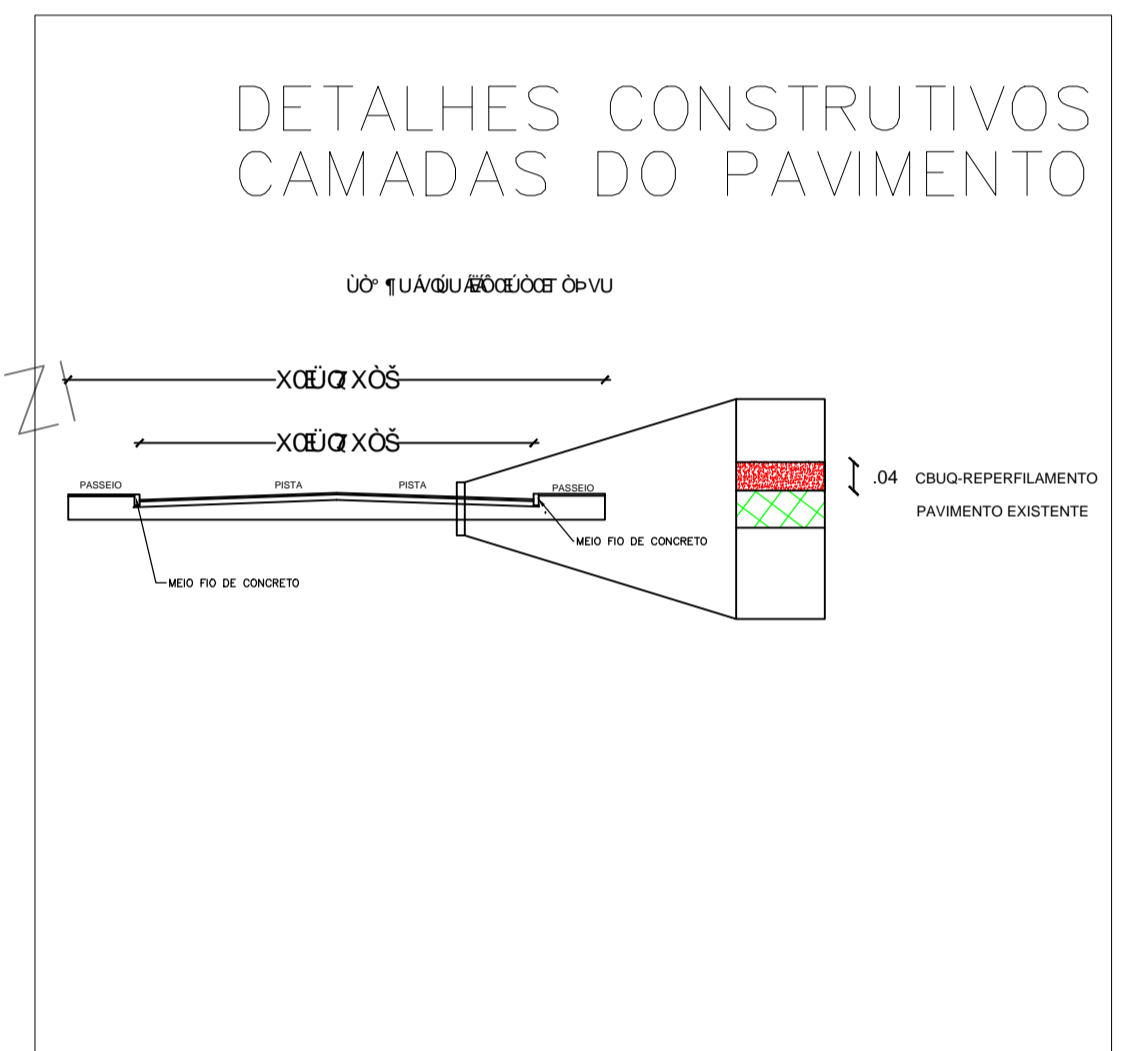 DETALHES CONSTRUTIVOS
CAMADAS DO PAVIMENTO
PASSEIO
PISTA
PISTA
PASSEIO
MEIO FIO DE CONCRETO
MEIO FIO DE CONCRETO
.04 CBUQ-REPERFILAMENTO
PAVIMENTO EXISTENTE